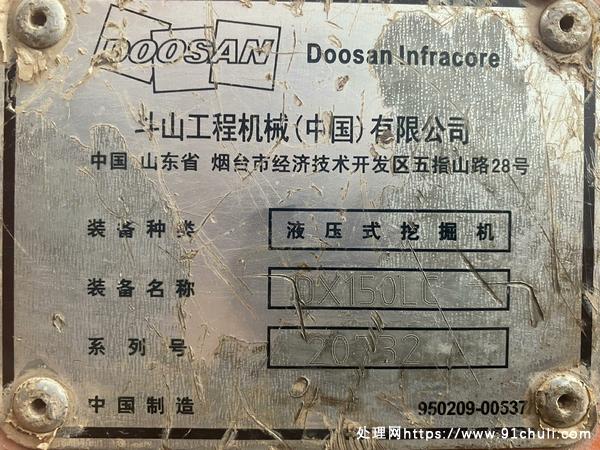 DOOSAN Doosan Infracore
斗山工程机械(中国)有限公司
中国 山东省 烟台市经济技术开发区五指山路28号
装备种类 液压式挖掘机
装备名称 DX150LC
系列号
中国制造 950209-00537
处理网https://www.91chuli.com